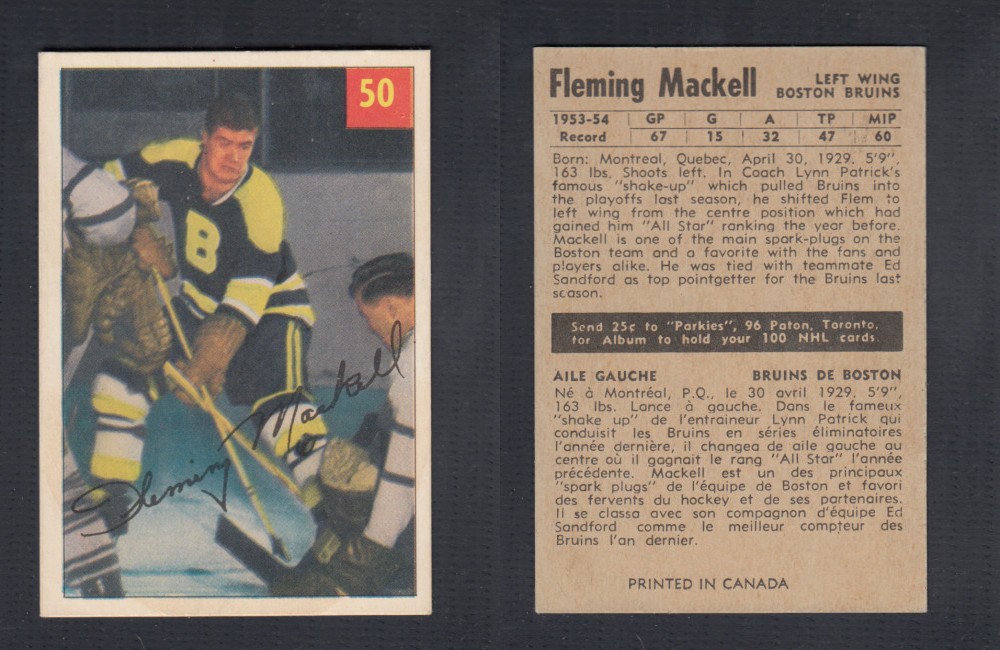 50
B
Fleming Mackell
Fleming Mackell
LEFT WING
BOSTON BRUINS
1953-54 GP G A TP MIP
Record 67 15 32 47 60
Born: Montreal, Quebec, April 30, 1929. 5'9",
163 lbs. Shoots left. In Coach Lynn Patrick's
famous "shake-up" which pulled Bruins into
the playoffs last season, he shifted Flem to
left wing from the centre position which had
gained him "All Star" ranking the year before.
Mackell is one of the main spark-plugs on the
Boston team and a favorite with the fans and
players alike. He was tied with teammate Ed
Sandford as top pointgetter for the Bruins last
season.
Send 25c to "Parkies", 96 Paton, Toronto,
for Album to hold your 100 NHL cards.
AILE GAUCHE BRUINS DE BOSTON
Né à Montréal, P.Q., le 30 avril 1929. 5'9",
163 lbs. Lance à gauche. Dans le fameux
"shake up" de l'entraineur Lynn Patrick qui
conduisit les Bruins en séries éliminatoires
l'année dernière, il changea de aile gauche au
centre où il gagnait le rang "All Star" l'année
précédente. Mackell est un des principaux
"spark plugs" de l'équipe de Boston et favori
des fervents du hockey et de ses partenaires.
Il se classa avec son compagnon d'équipe Ed
Sandford comme le meilleur compteur des
Bruins l'an dernier.
PRINTED IN CANADA